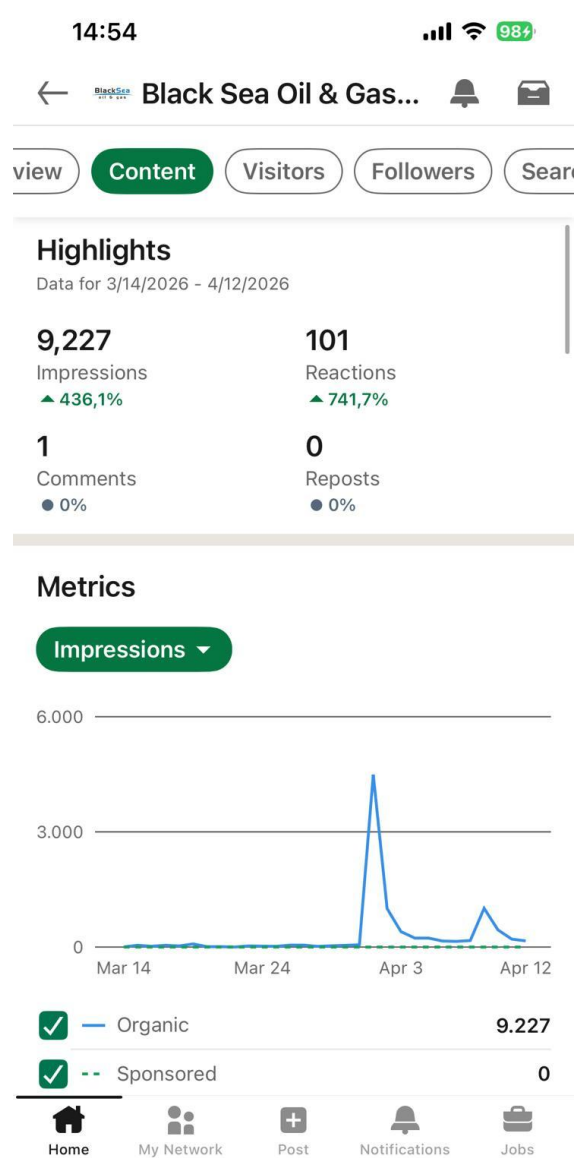 14:54
98
BlackSea
oil & gas
Black Sea Oil & Gas...
view
Content
Visitors
Followers
Sear
Highlights
Data for 3/14/2026 - 4/12/2026
9,227
101
Impressions
Reactions
436,1%
741,7%
1
0
Comments
Reposts
0%
0%
Metrics
Impressions
6.000
3.000
0
Mar 14
Mar 24
Apr 3
Apr 12
Organic
9.227
Sponsored
0
Home
My Network
Post
Notifications
Jobs